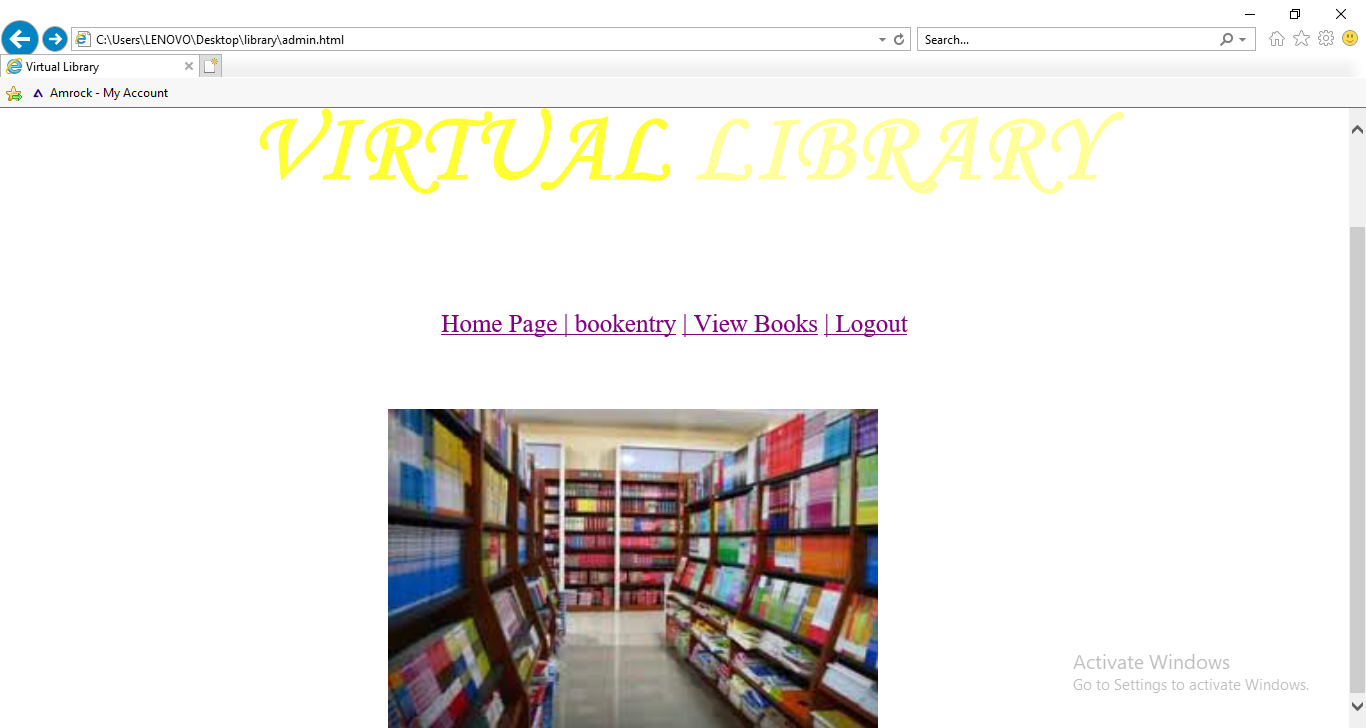 C:\Users\LENOVO\Desktop\library\admin.html
Search...
Virtual Library
Amrock - My Account
VIRTUAL LIBRARY
Home Page | bookentry | View Books | Logout
Activate Windows
Go to Settings to activate Windows.